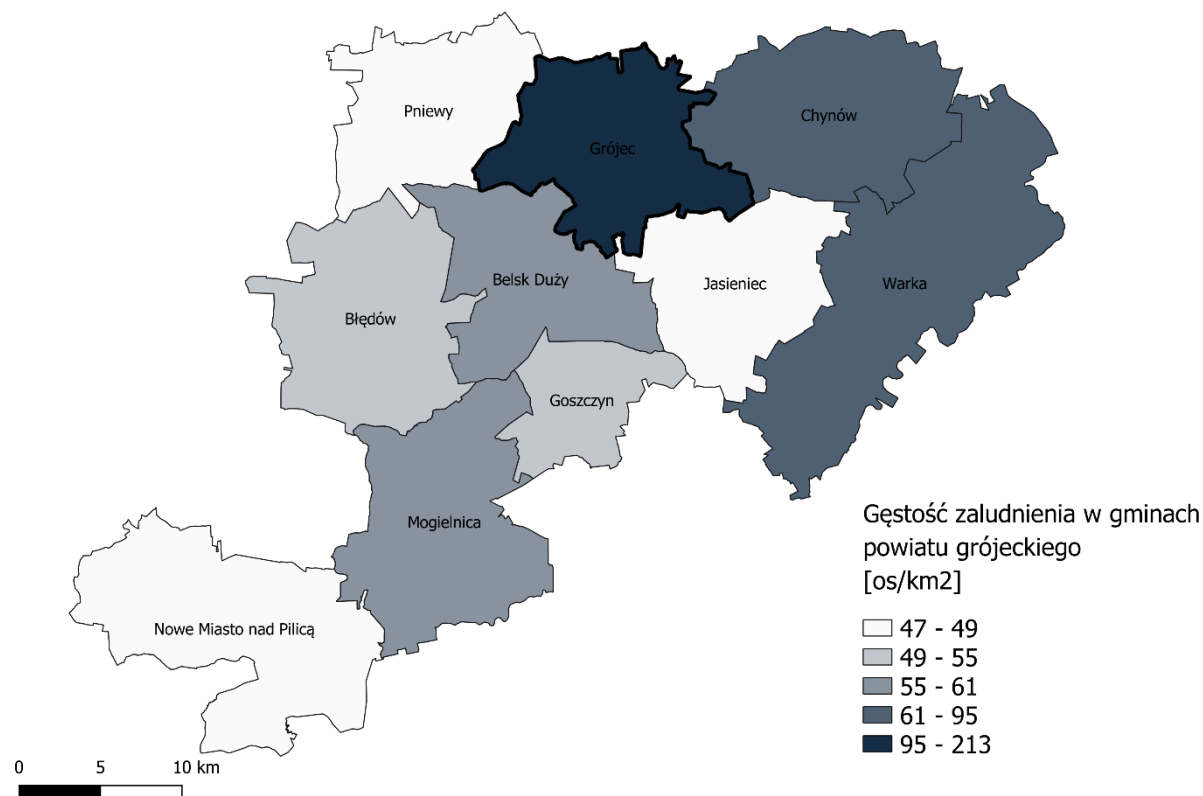 Pniewy
Grójec
Chynów
Belsk Duży
Jasieniec
Warka
Błędów
Goszczyn
Mogielnica
Nowe Miasto nad Pilicą
Gęstość zaludnienia w gminach
powiatu grójeckiego
[os/km2]
47 - 49
49 - 55
55 - 61
61 - 95
95 - 213
0 5 10 km